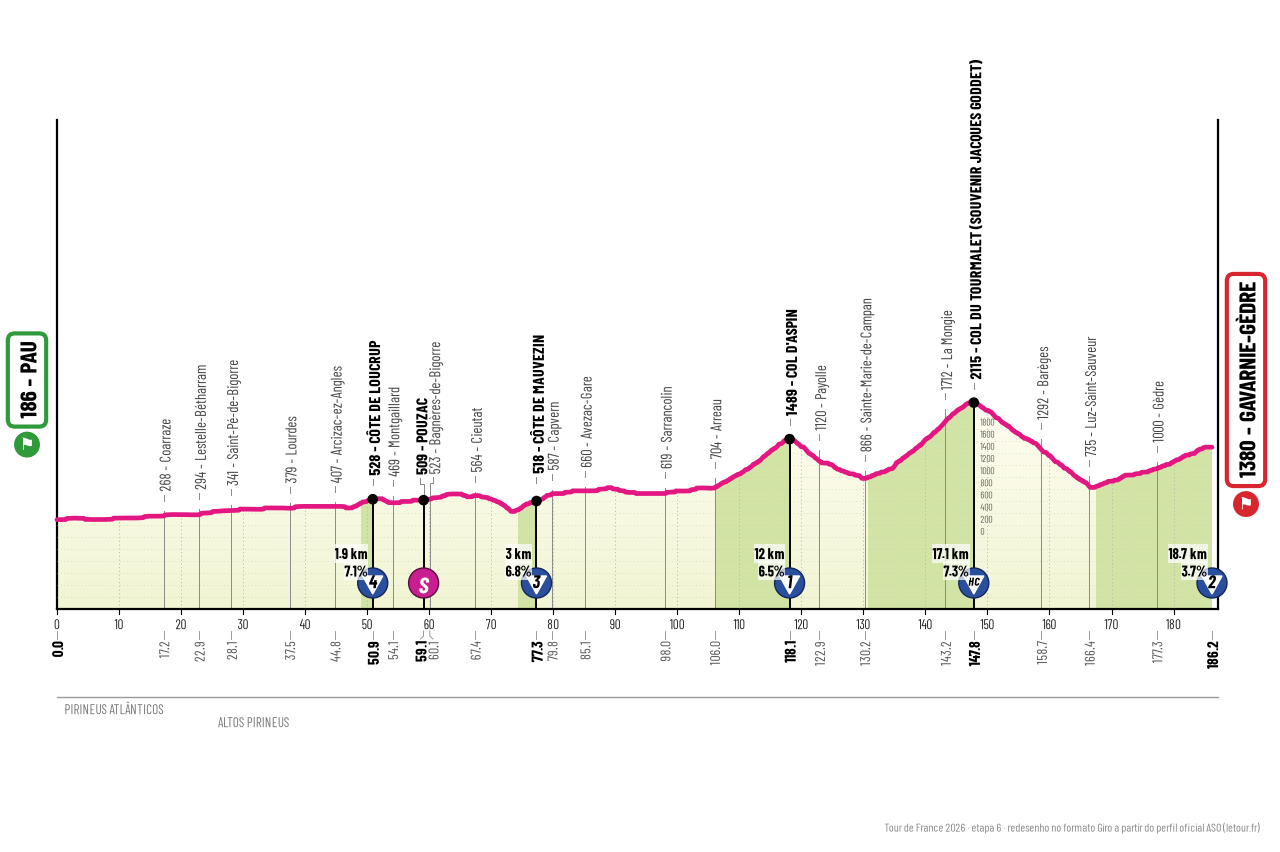 186 - PAU
268 - Coarraze
294 - Lestelle-Bétharram
341 - Saint-Pé-de-Bigorre
379 - Lourdes
407 - Arcizac-ez-Angles
528 - CÔTE DE LOUCRUP
469 - Montgaillard
509 - POUZAC
523 - Bagnères-de-Bigorre
564 - Cieutat
518 - CÔTE DE MAUVEZIN
587 - Capvern
660 - Avezac-Gare
619 - Sarrancolin
704 - Arreau
1489 - COL D'ASPIN
1120 - Payolle
866 - Sainte-Marie-de-Campan
1712 - La Mongie
2115 - COL DU TOURMALET (SOUVENIR JACQUES GODDET)
1292 - Barèges
735 - Luz-Saint-Sauveur
1000 - Gèdre
1380 - GAVARNIE-GÈDRE
1800
1600
1400
1200
1000
800
600
400
200
0
1.9 km
7.1%
4
S
3 km
6.8%
3
12 km
6.5%
1
17.1 km
7.3%
HC
18.7 km
3.7%
2
0 10 20 30 40 50 60 70 80 90 100 110 120 130 140 150 160 170 180
0.0 17.2 22.9 28.1 37.5 44.8 50.9 54.1 59.1 60.1 67.4 77.3 79.8 85.1 98.0 106.0 118.1 122.9 130.2 143.2 147.8 158.7 166.4 177.3 186.2
PIRINEUS ATLÂNTICOS
ALTOS PIRINEUS
Tour de France 2026 · etapa 6 · redesenho no formato Giro a partir do perfil oficial ASO (letour.fr)